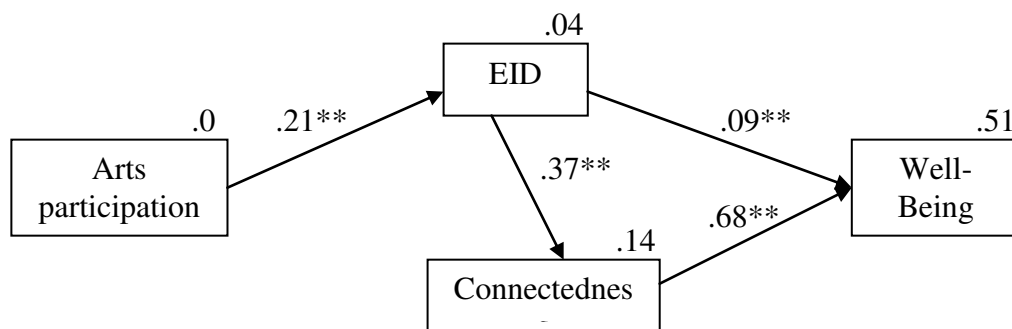 .04
EID
.0
.21**
.09**
.51
Arts
participation
Well-
Being
.37**
.68**
.14
Connectednes